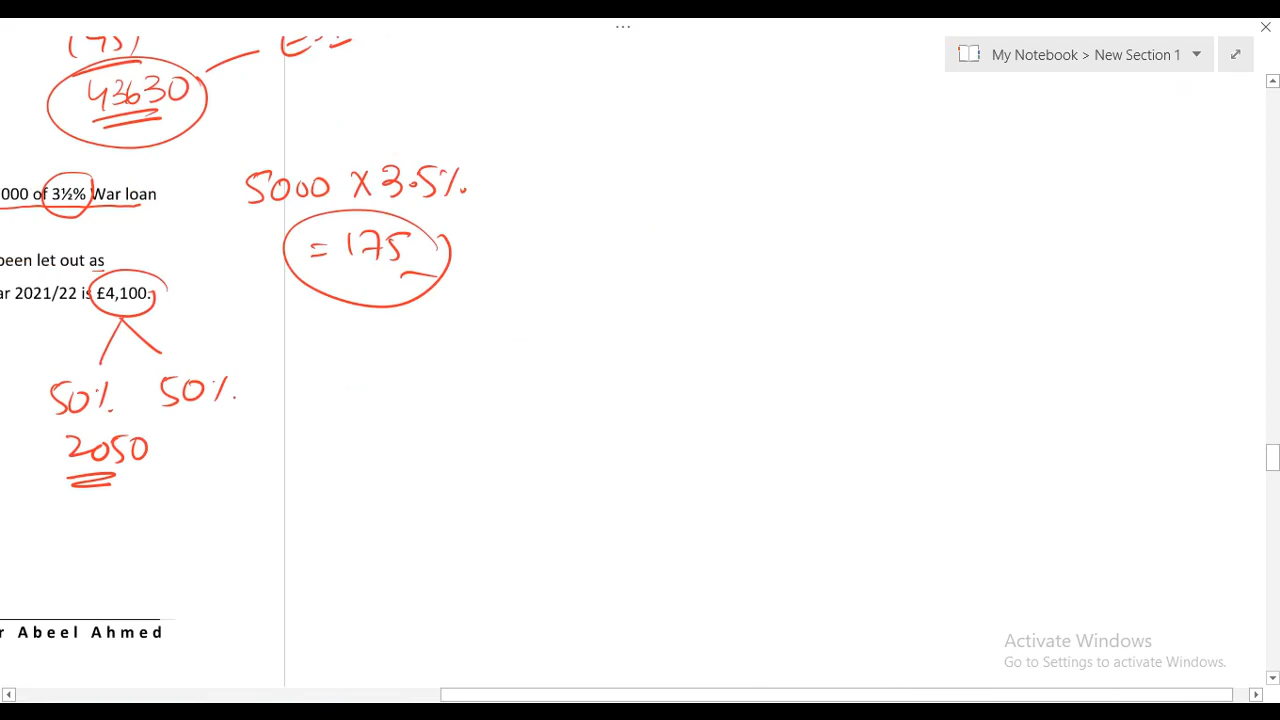 ...
My Notebook > New Section 1
43630
000 of 3½% War loan
5000 x 3.5%
= 175
been let out as
ar 2021/22 is £4,100.
50% 50%
2050
r Abeel Ahmed
Activate Windows
Go to Settings to activate Windows.